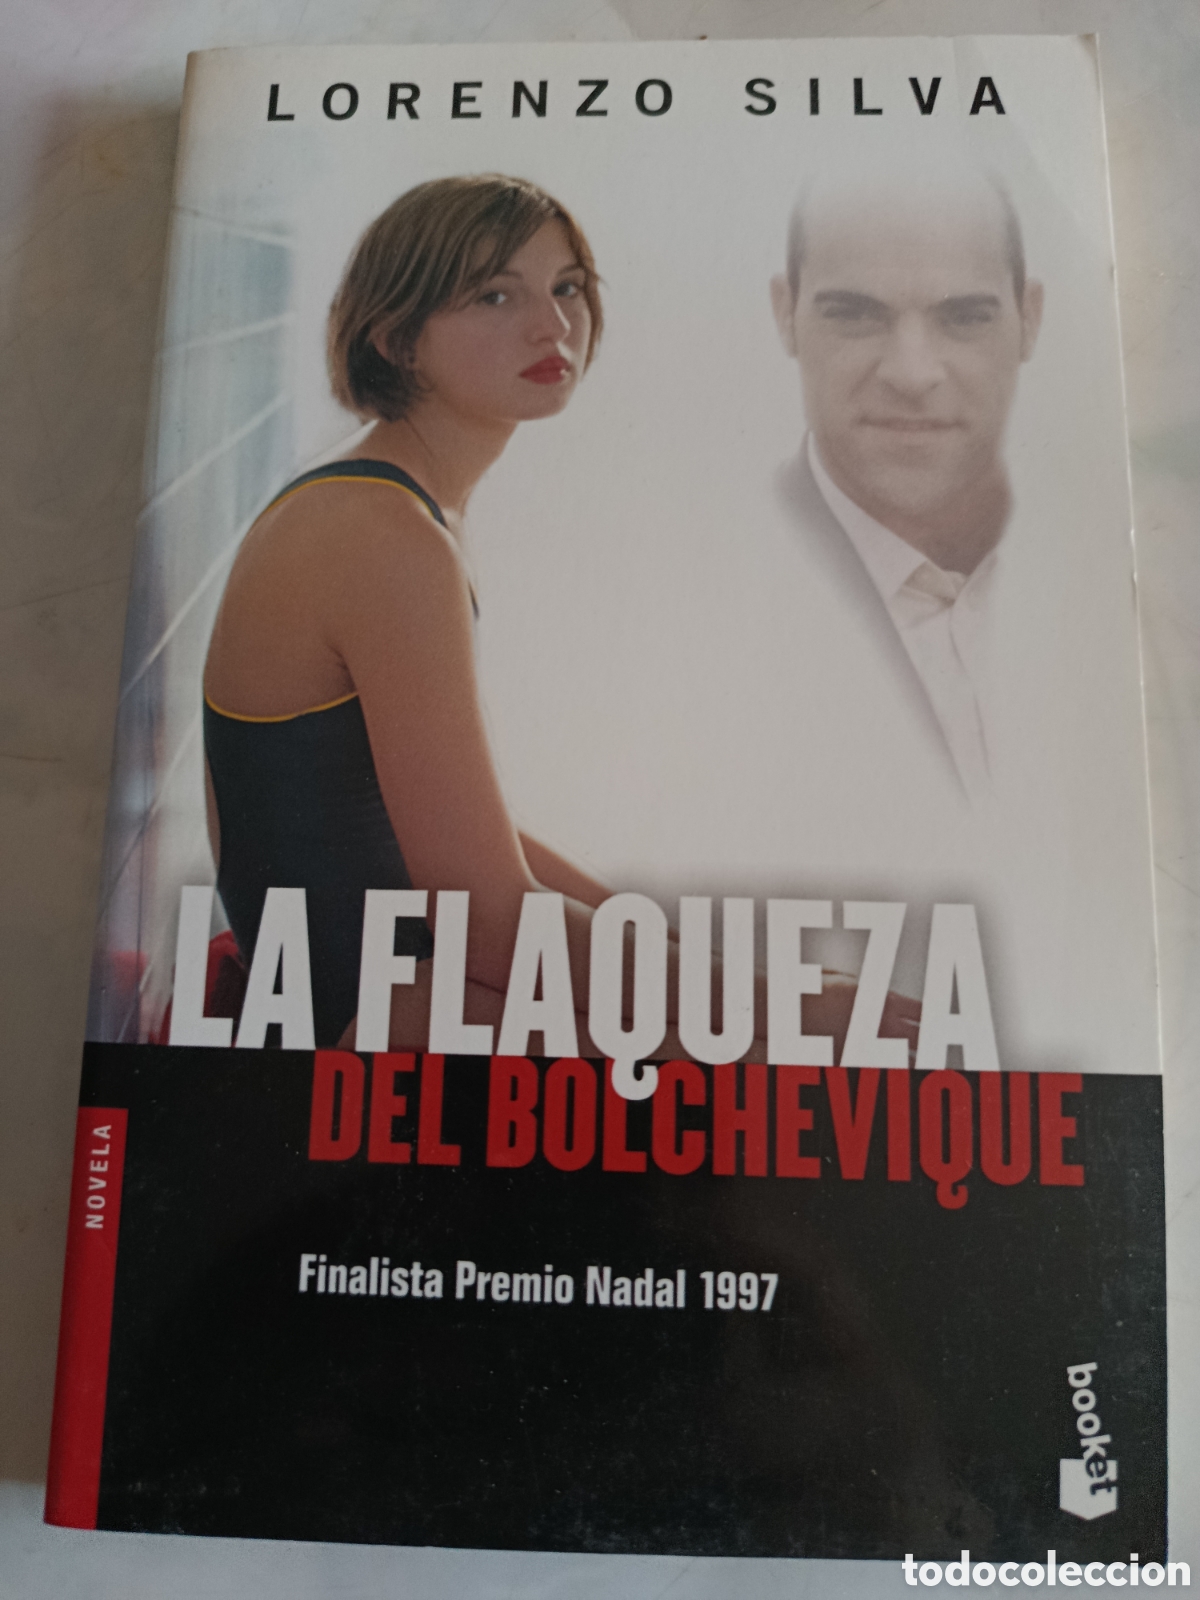 LORENZO SILVA
LA FLAQUEZA
DEL BOLCHEVIQUE
NOVELA
Finalista Premio Nadal 1997
booket
todocoleccion